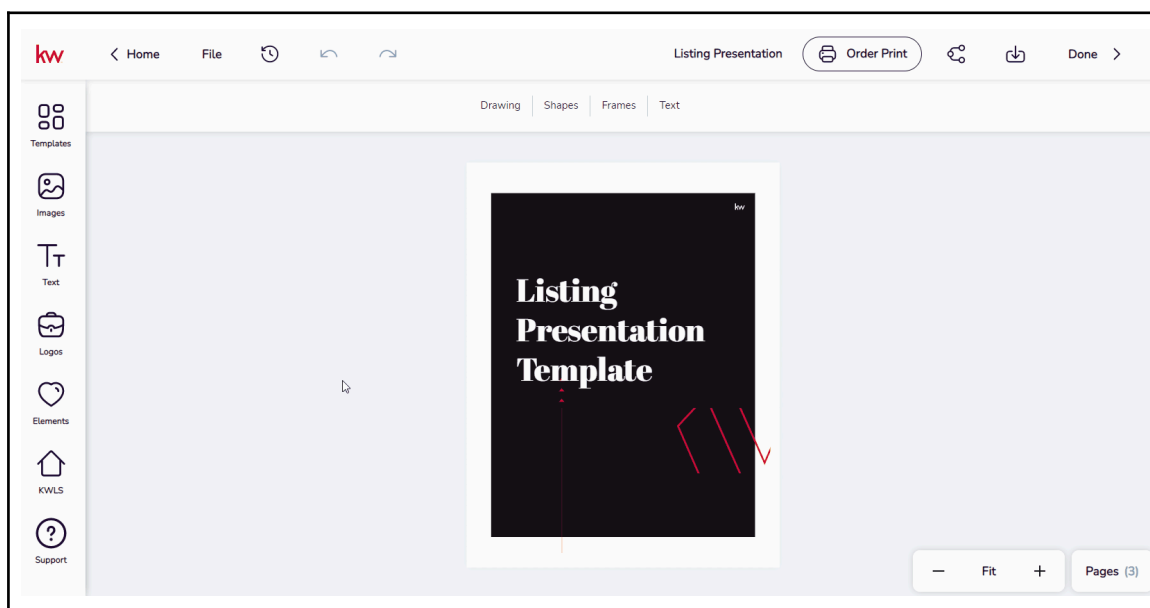 kw
Home
File
Listing Presentation
Order Print
Done
Drawing
Shapes
Frames
Text
Templates
Images
Text
Logos
Elements
KWLS
Support
kw
Listing
Presentation
Template
kw
Fit
Pages (3)